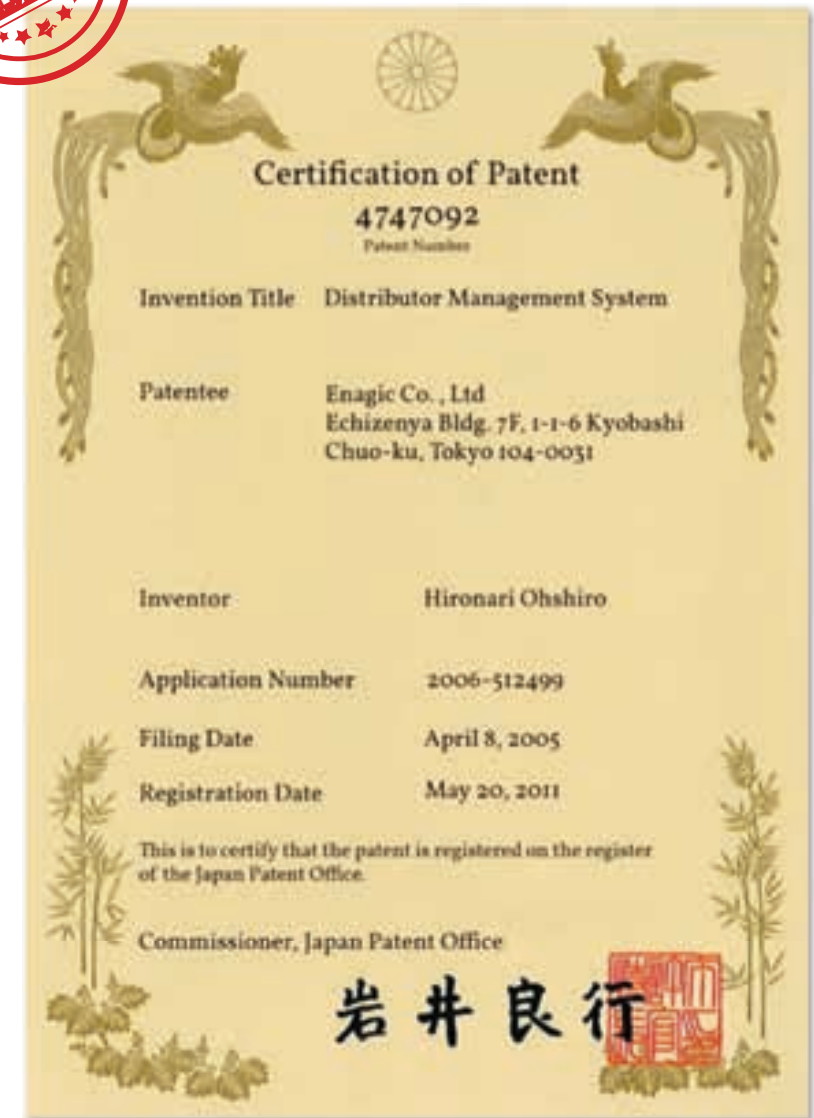 Certification of Patent
4747092
Patent Number
Invention Title Distributor Management System
Patentee Enagic Co. , Ltd
Echizenya Bldg. 7F, 1-1-6 Kyobashi
Chuo-ku, Tokyo 104-0031
Inventor Hironari Ohshiro
Application Number 2006-512499
Filing Date April 8, 2005
Registration Date May 20, 2011
This is to certify that the patent is registered on the register
of the Japan Patent Office.
Commissioner, Japan Patent Office
岩井良行